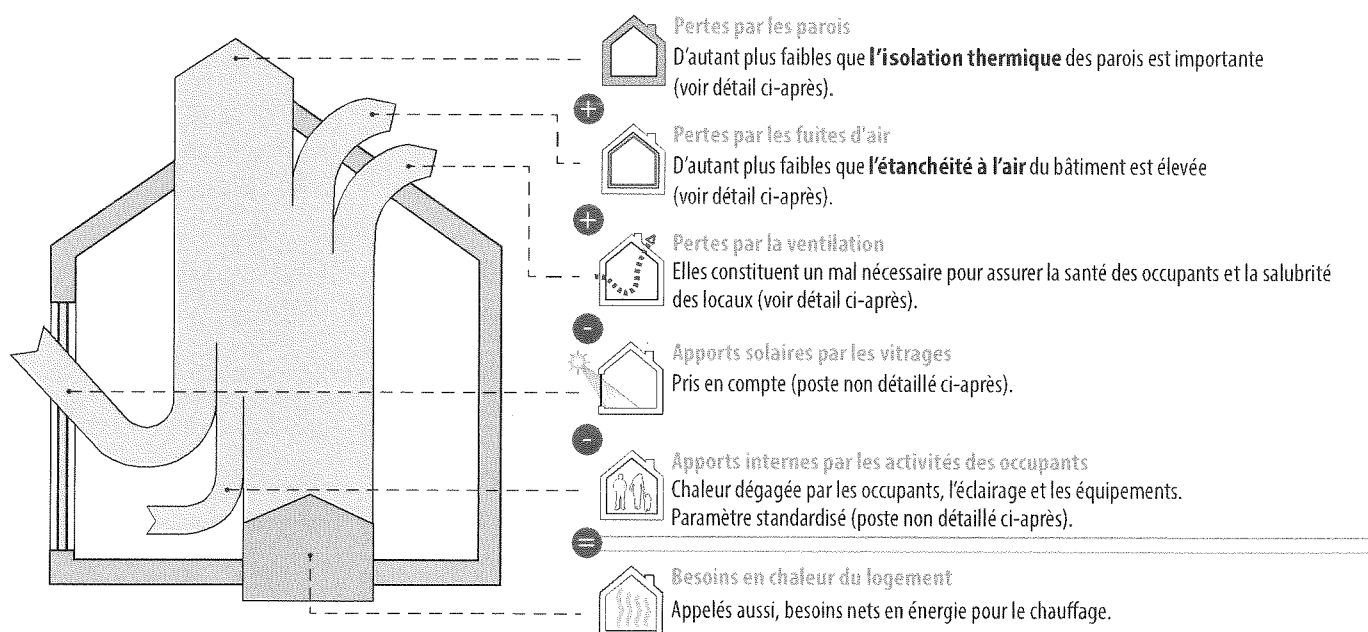 Pertes par les parois
D'autant plus faibles que l'isolation thermique des parois est importante
(voir détail ci-après).
+
Pertes par les fuites d'air
D'autant plus faibles que l'étanchéité à l'air du bâtiment est élevée
(voir détail ci-après).
+
Pertes par la ventilation
Elles constituent un mal nécessaire pour assurer la santé des occupants et la salubrité
des locaux (voir détail ci-après).
-
Apports solaires par les vitrages
Pris en compte (poste non détaillé ci-après).
-
Apports internes par les activités des occupants
Chaleur dégagée par les occupants, l'éclairage et les équipements.
Paramètre standardisé (poste non détaillé ci-après).
=
Besoins en chaleur du logement
Appelés aussi, besoins nets en énergie pour le chauffage.